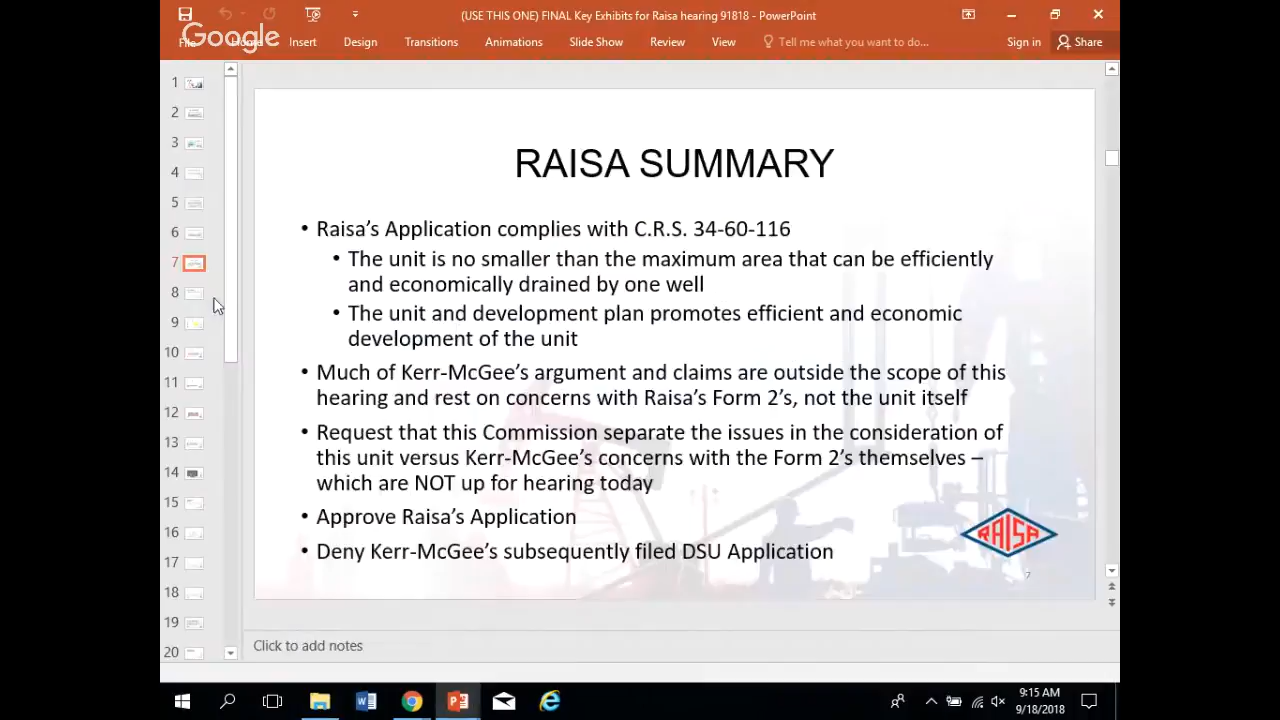 (USE THIS ONE) FINAL Key Exhibits for Raisa hearing 91818 - PowerPoint
Google
Insert Design Transitions Animations Slide Show Review View Tell me what you want to do... Sign in Share
1
2
3
4
5
6
7
8
9
10
11
12
13
14
15
16
17
18
19
20
RAISA SUMMARY
• Raisa's Application complies with C.R.S. 34-60-116
• The unit is no smaller than the maximum area that can be efficiently
and economically drained by one well
• The unit and development plan promotes efficient and economic
development of the unit
• Much of Kerr-McGee's argument and claims are outside the scope of this
hearing and rest on concerns with Raisa's Form 2's, not the unit itself
• Request that this Commission separate the issues in the consideration of
this unit versus Kerr-McGee's concerns with the Form 2's themselves –
which are NOT up for hearing today
• Approve Raisa's Application
• Deny Kerr-McGee's subsequently filed DSU Application
RAISA
7
Click to add notes
9:15 AM
9/18/2018